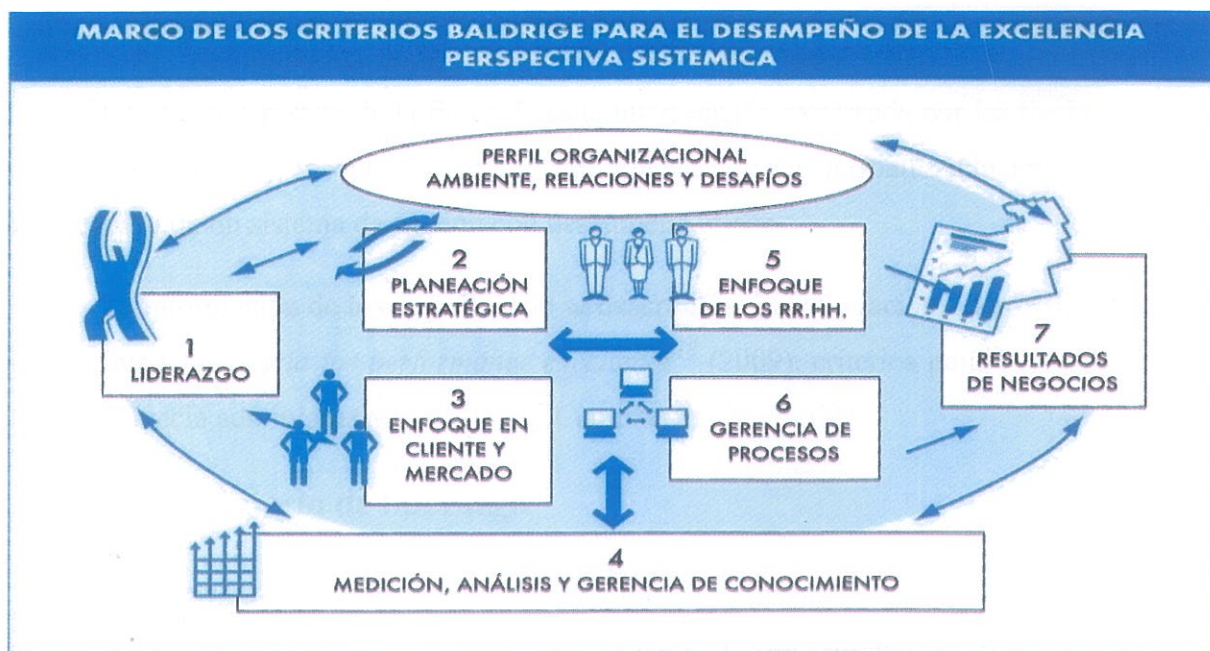 MARCO DE LOS CRITERIOS BALDRIGE PARA EL DESEMPEÑO DE LA EXCELENCIA
PERSPECTIVA SISTEMICA
PERFIL ORGANIZACIONAL
AMBIENTE, RELACIONES Y DESAFÍOS
1
LIDERAZGO
2
PLANEACIÓN
ESTRATÉGICA
3
ENFOQUE EN
CLIENTE Y
MERCADO
4
MEDICIÓN, ANÁLISIS Y GERENCIA DE CONOCIMIENTO
5
ENFOQUE
DE LOS RR.HH.
6
GERENCIA DE
PROCESOS
7
RESULTADOS
DE NEGOCIOS